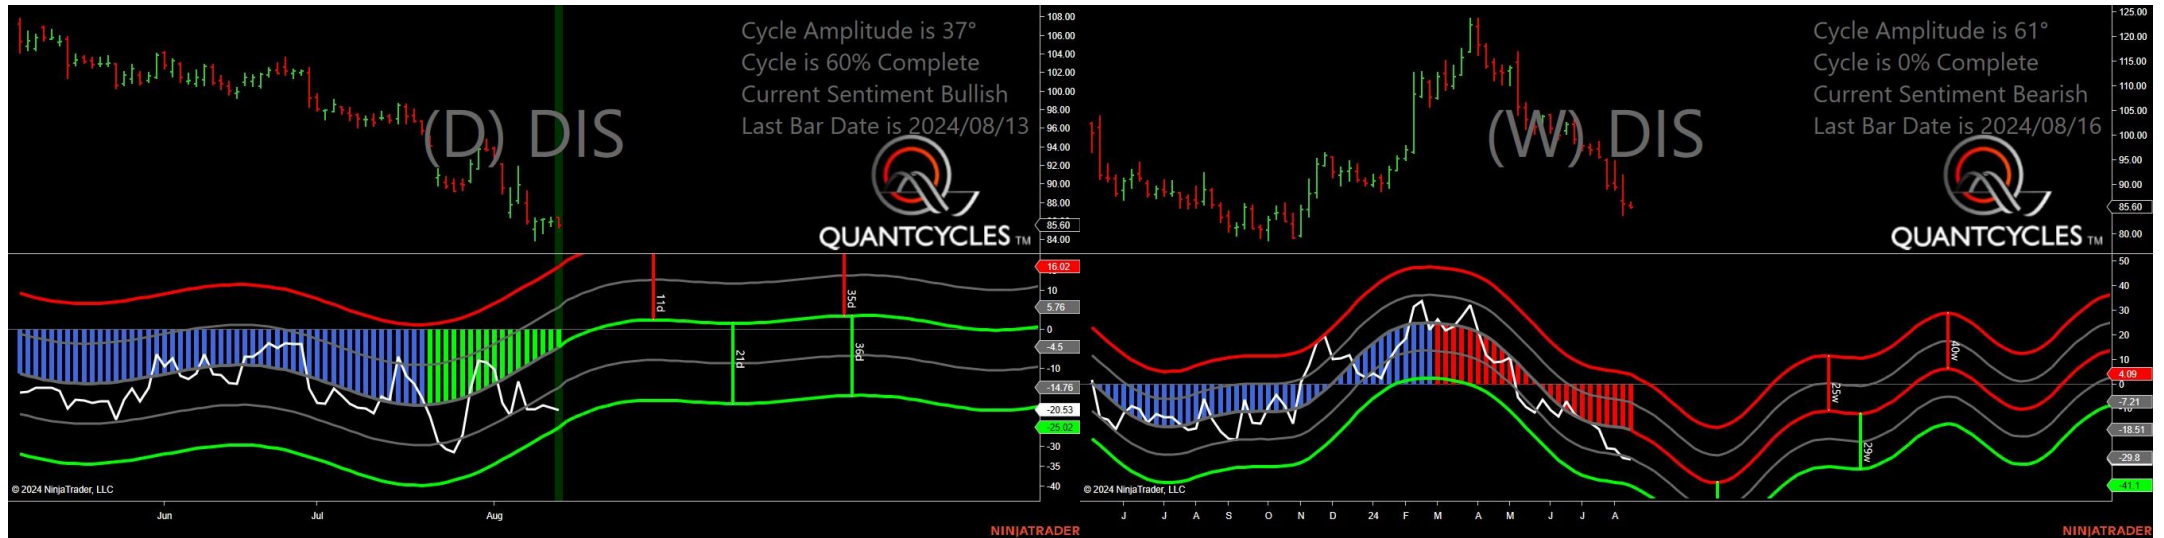 Cycle Amplitude is 37°
Cycle is 60% Complete
Current Sentiment Bullish
Last Bar Date is 2024/08/13
(D) DIS
QUANTCYCLES TM
108.00
106.00
104.00
102.00
100.00
98.00
96.00
94.00
92.00
90.00
88.00
85.60
84.00
16.02
10
5.76
0
-4.5
-10
-14.76
-20.53
-25.02
-30
-35
-40
11d
21d
35d
36d
© 2024 NinjaTrader, LLC
Jun Jul Aug
NINJATRADER
Cycle Amplitude is 61°
Cycle is 0% Complete
Current Sentiment Bearish
Last Bar Date is 2024/08/16
(W) DIS
QUANTCYCLES TM
125.00
120.00
115.00
110.00
105.00
100.00
95.00
90.00
85.60
80.00
50
40
30
20
10
4.09
0
-7.21
-18.51
-29.8
-41.1
25w
29w
40w
© 2024 NinjaTrader, LLC
J J A S O N D 24 F M A M J J A
NINJATRADER